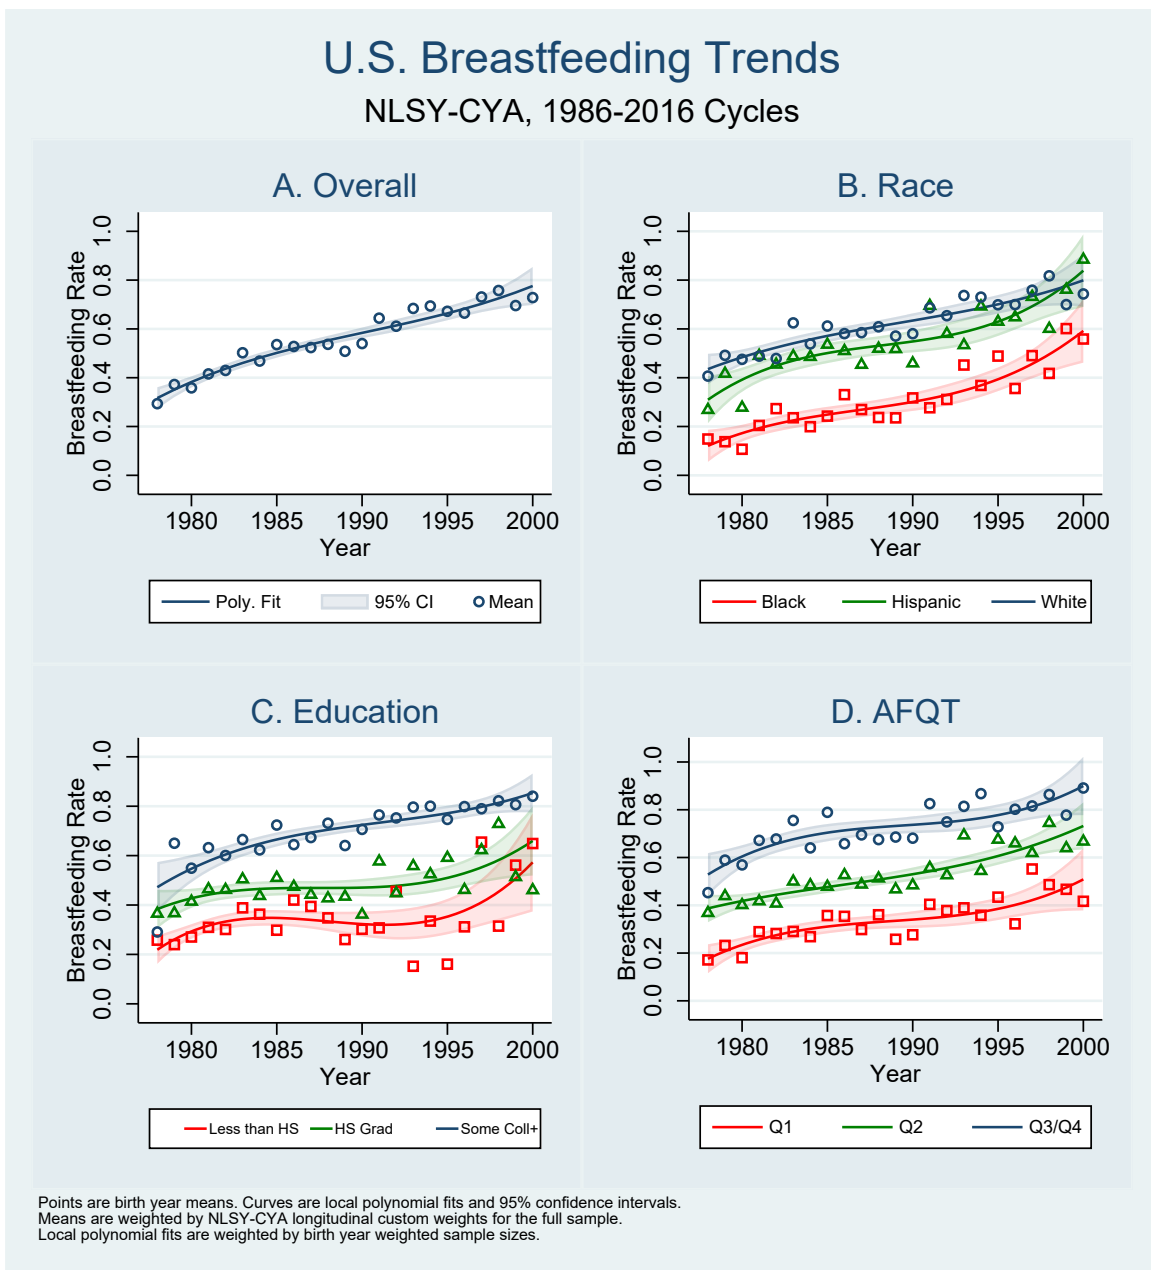 U.S. Breastfeeding Trends
NLSY-CYA, 1986-2016 Cycles
A. Overall
Breastfeeding Rate
1.0
0.8
0.6
0.4
0.2
0.0
1980 1985 1990 1995 2000
Year
Poly. Fit 95% CI Mean
B. Race
Breastfeeding Rate
1.0
0.8
0.6
0.4
0.2
0.0
1980 1985 1990 1995 2000
Year
Black Hispanic White
C. Education
Breastfeeding Rate
1.0
0.8
0.6
0.4
0.2
0.0
1980 1985 1990 1995 2000
Year
Less than HS HS Grad Some Coll+
D. AFQT
Breastfeeding Rate
1.0
0.8
0.6
0.4
0.2
0.0
1980 1985 1990 1995 2000
Year
Q1 Q2 Q3/Q4
Points are birth year means. Curves are local polynomial fits and 95% confidence intervals.
Means are weighted by NLSY-CYA longitudinal custom weights for the full sample.
Local polynomial fits are weighted by birth year weighted sample sizes.